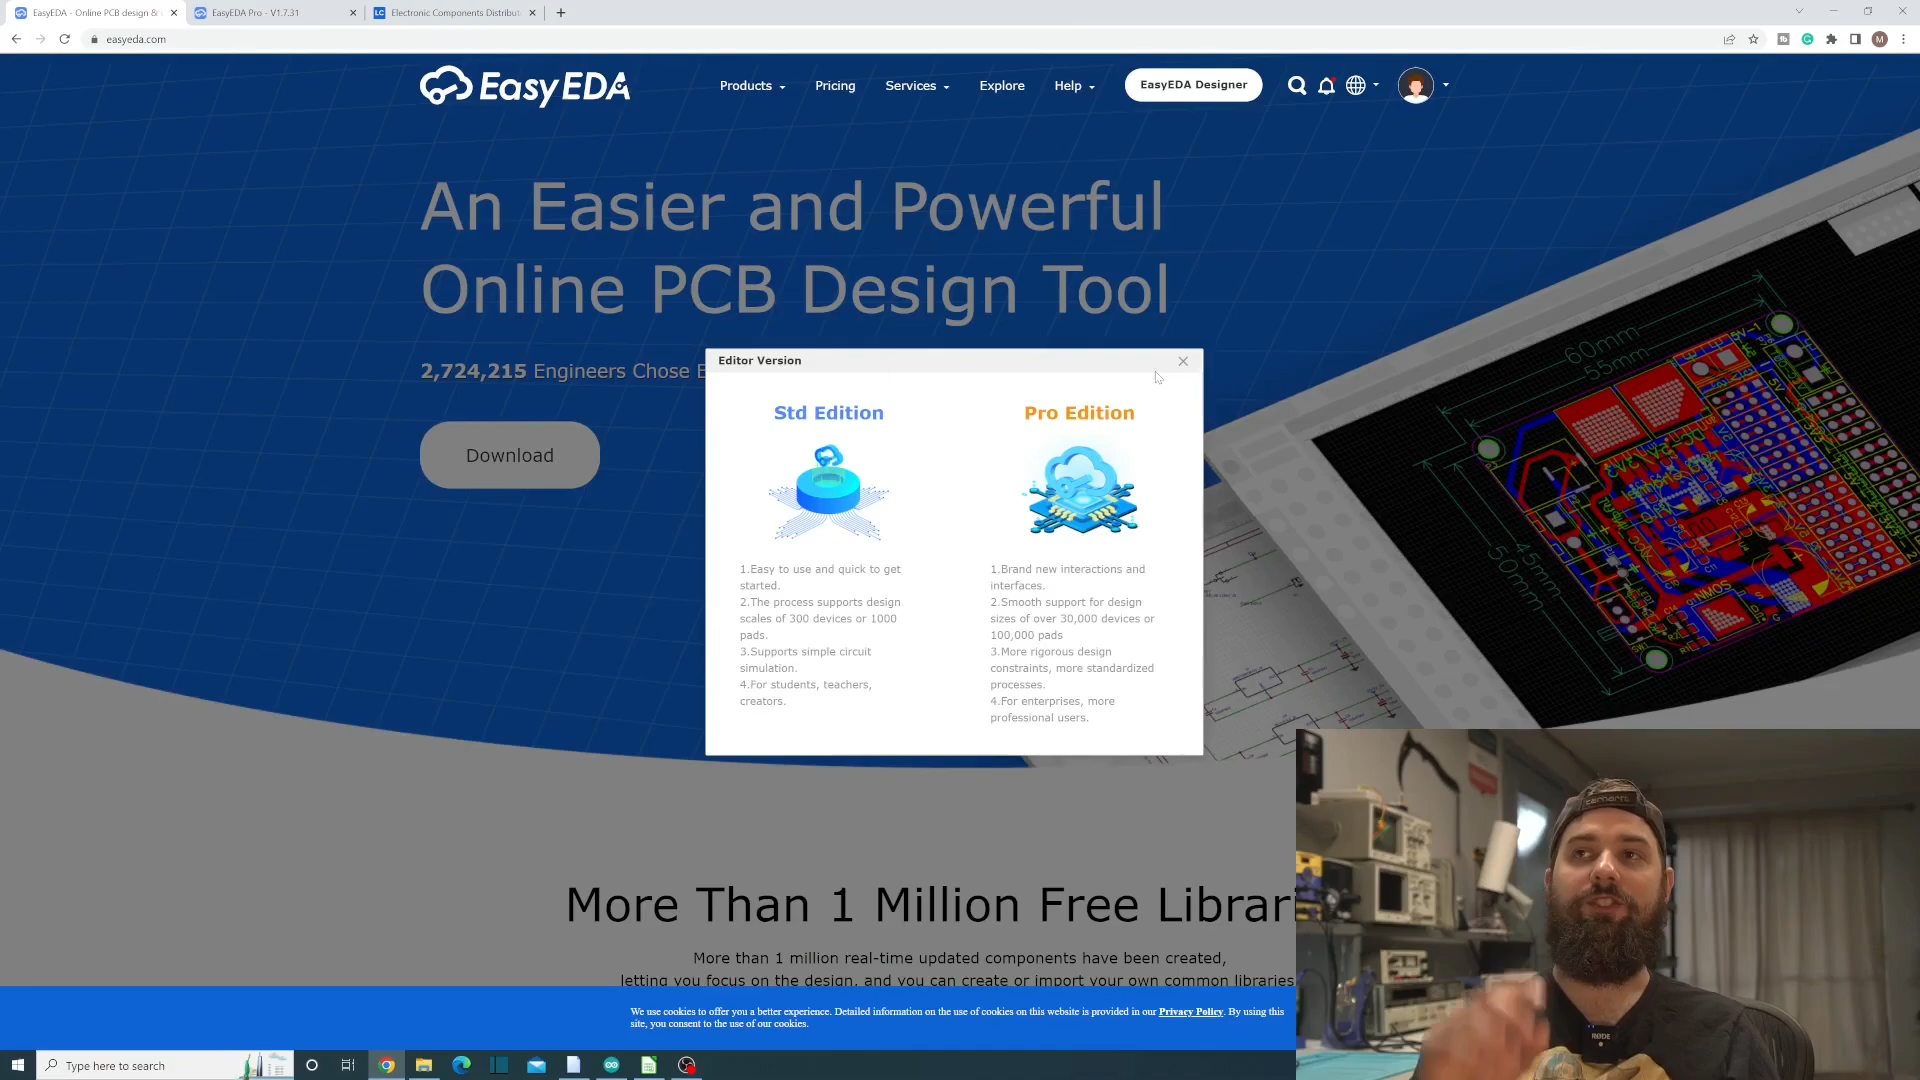 EasyEDA - Online PCB design &
EasyEDA Pro - V1.7.31
LC Electronic Components Distribut
easyeda.com
M
EasyEDA
Products
Pricing
Services
Explore
Help
EasyEDA Designer
An Easier and Powerful
Online PCB Design Tool
2,724,215 Engineers Chose E
Download
Editor Version
Std Edition
1.Easy to use and quick to get
started.
2.The process supports design
scales of 300 devices or 1000
pads.
3.Supports simple circuit
simulation.
4.For students, teachers,
creators.
Pro Edition
1.Brand new interactions and
interfaces.
2.Smooth support for design
sizes of over 30,000 devices or
100,000 pads
3.More rigorous design
constraints, more standardized
processes.
4.For enterprises, more
professional users.
60mm
55mm
45mm
50mm
NMOS
More Than 1 Million Free Librari
More than 1 million real-time updated components have been created,
letting you focus on the design, and you can create or import your own common libraries
We use cookies to offer you a better experience. Detailed information on the use of cookies on this website is provided in our Privacy Policy. By using this
site, you consent to the use of our cookies.
carhartt
RØDE
Type here to search